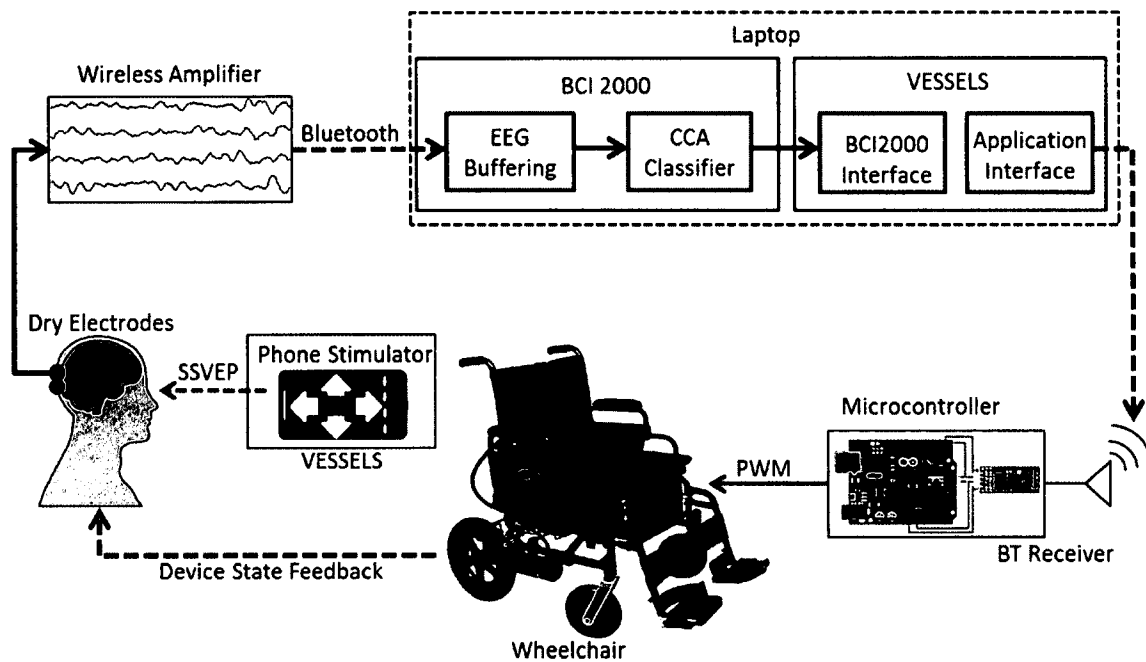 Laptop
Wireless Amplifier
BCI 2000
VESSELS
Bluetooth
EEG
Buffering
CCA
Classifier
BCI2000
Interface
Application
Interface
Dry Electrodes
SSVEP
Phone Stimulator
VESSELS
Microcontroller
PWM
BT Receiver
Device State Feedback
Wheelchair